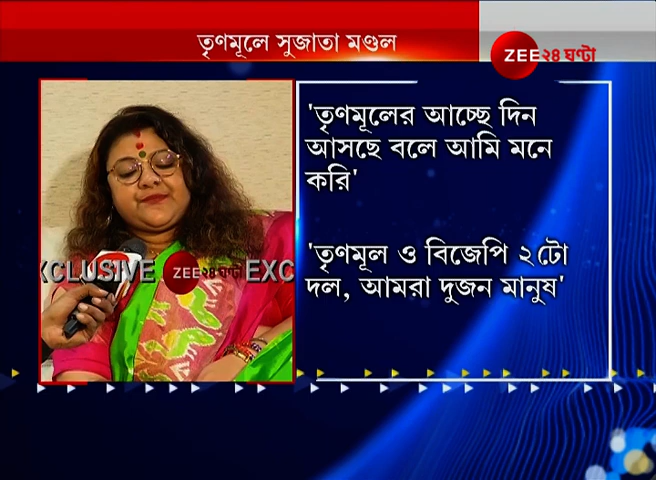 তৃণমূলে সুজাতা মণ্ডল
ZEE ২৪ ঘণ্টা
'তৃণমূলের আচ্ছে দিন
আসছে বলে আমি মনে
করি'
'তৃণমূল ও বিজেপি ২টো
দল, আমরা দুজন মানুষ'
XCLUSIVE ZEE ২৪ ঘণ্টা EXC